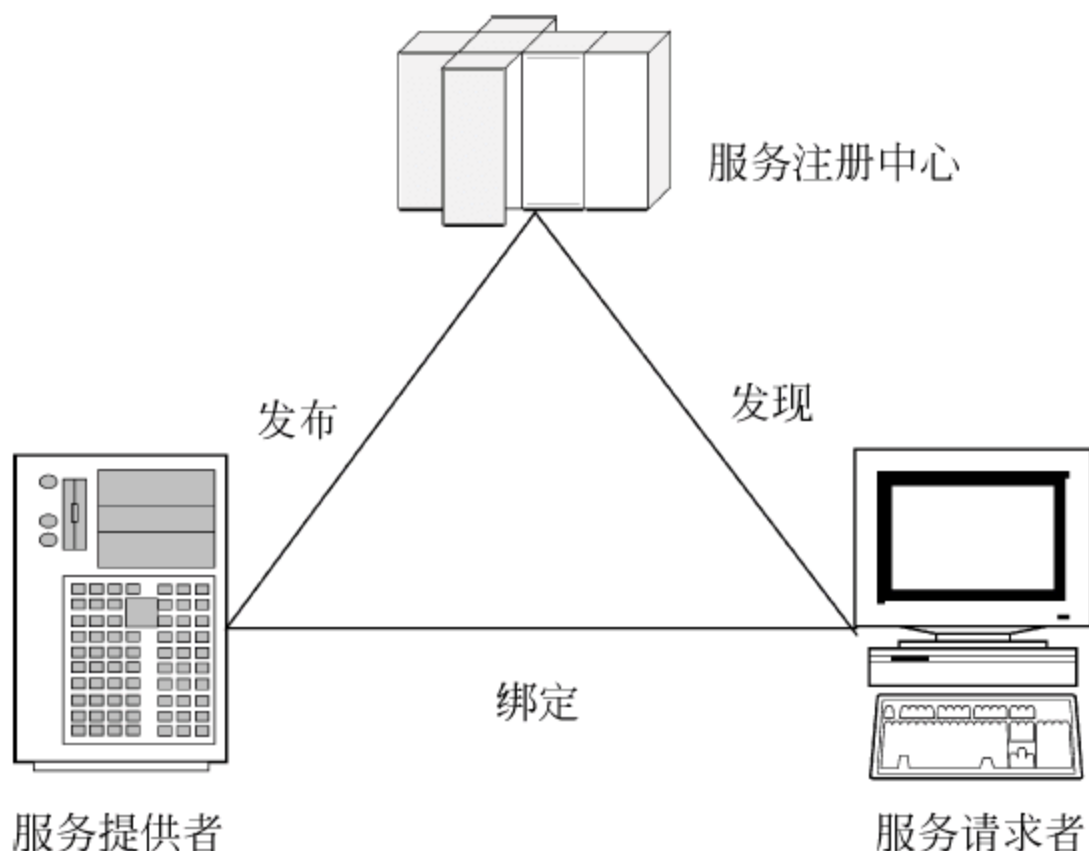 服务注册中心
发布
发现
绑定
服务提供者
服务请求者